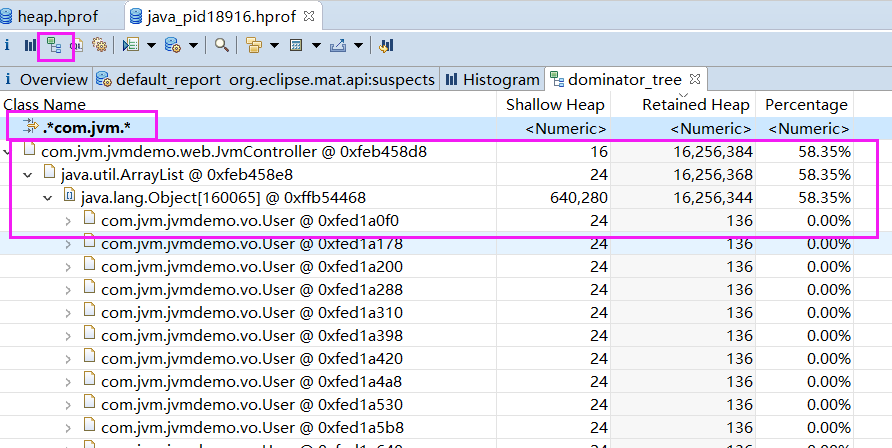 heap.hprof java_pid18916.hprof
i QL
i Overview default_report org.eclipse.mat.api:suspects Histogram dominator_tree
Class Name Shallow Heap Retained Heap Percentage
.*com.jvm.* <Numeric> <Numeric> <Numeric>
com.jvm.jvmdemo.web.JvmController @ 0xfeb458d8 16 16,256,384 58.35%
java.util.ArrayList @ 0xfeb458e8 24 16,256,368 58.35%
java.lang.Object[160065] @ 0xffb54468 640,280 16,256,344 58.35%
com.jvm.jvmdemo.vo.User @ 0xfed1a0f0 24 136 0.00%
com.jvm.jvmdemo.vo.User @ 0xfed1a178 24 136 0.00%
com.jvm.jvmdemo.vo.User @ 0xfed1a200 24 136 0.00%
com.jvm.jvmdemo.vo.User @ 0xfed1a288 24 136 0.00%
com.jvm.jvmdemo.vo.User @ 0xfed1a310 24 136 0.00%
com.jvm.jvmdemo.vo.User @ 0xfed1a398 24 136 0.00%
com.jvm.jvmdemo.vo.User @ 0xfed1a420 24 136 0.00%
com.jvm.jvmdemo.vo.User @ 0xfed1a4a8 24 136 0.00%
com.jvm.jvmdemo.vo.User @ 0xfed1a530 24 136 0.00%
com.jvm.jvmdemo.vo.User @ 0xfed1a5b8 24 136 0.00%